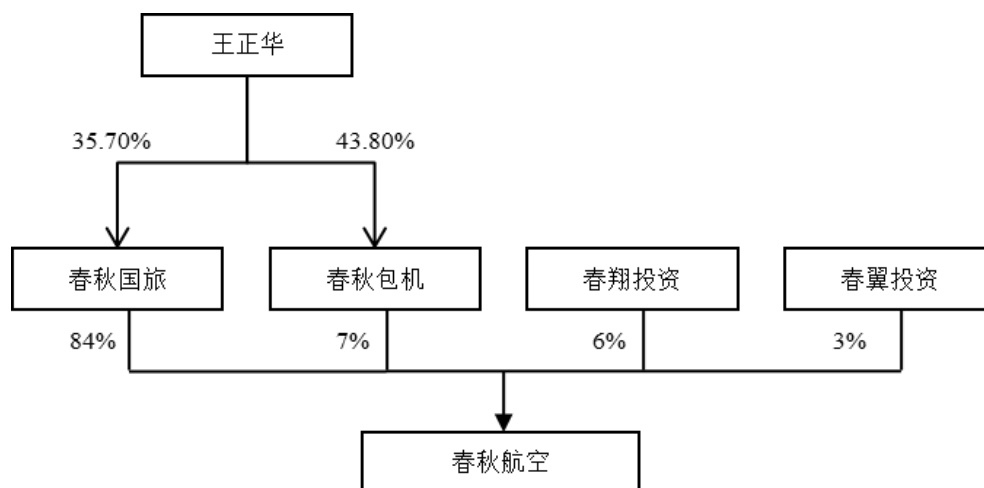 王正华
35.70%
43.80%
春秋国旅
春秋包机
春翔投资
春翼投资
84%
7%
6%
3%
春秋航空